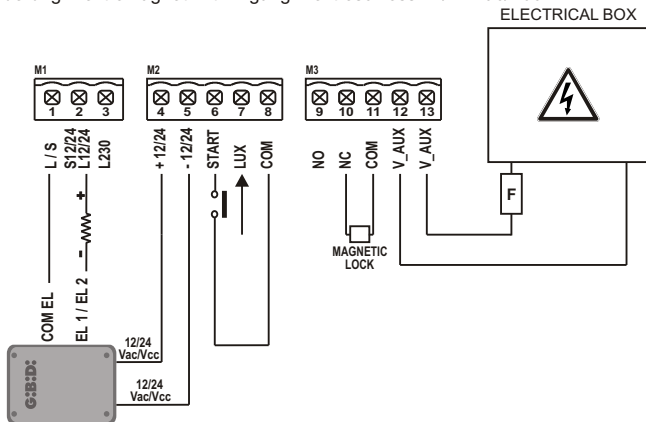 ELECTRICAL BOX
M1
M2
M3
1 2 3
4 5 6 7 8
9 10 11 12 13
L / S
S12/24
L12/24
L230
+ 12/24
- 12/24
START
LUX
COM
NO
NC
COM
V_AUX
V_AUX
F
+
-
MAGNETIC
LOCK
COM EL
EL 1 / EL 2
12/24
Vac/Vcc
12/24
Vac/Vcc
G:B:D: